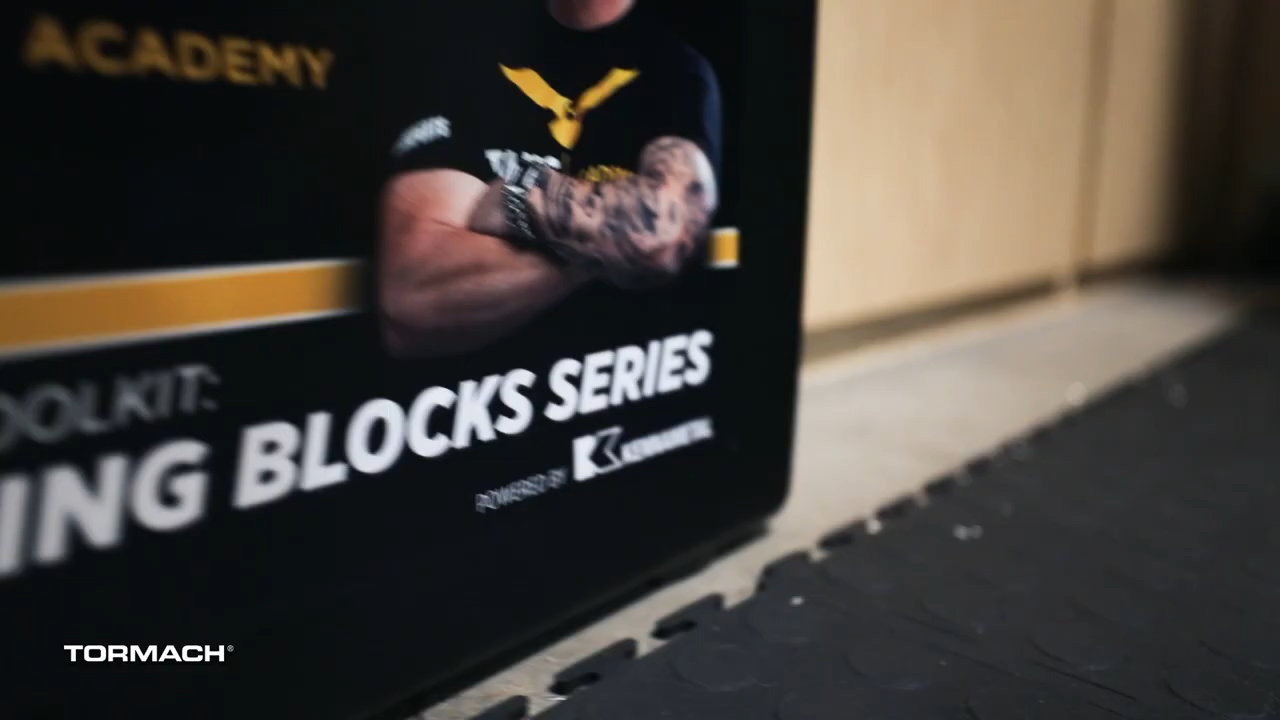 ACADEMY
OOLKIT:
ING BLOCKS SERIES
POWERED BY KENNAMETAL
TORMACH®